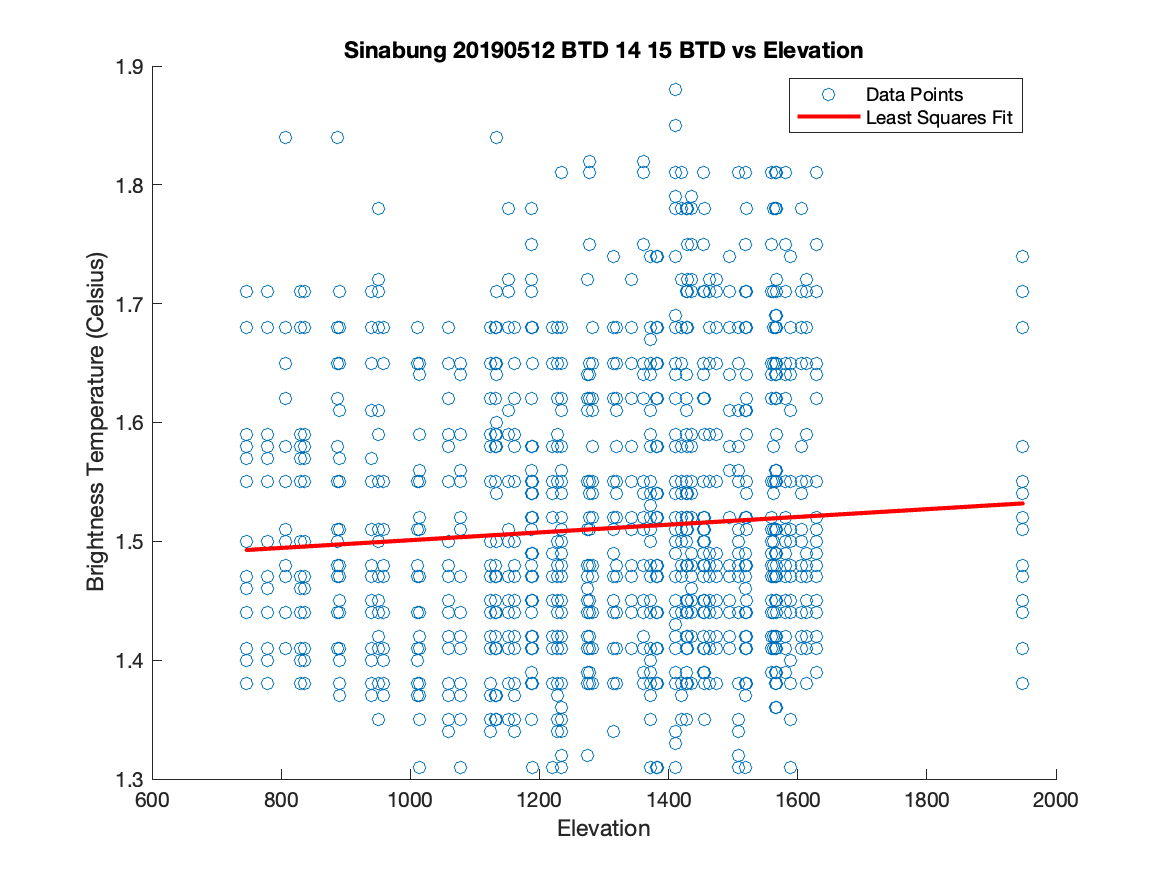 Sinabung 20190512 BTD 14 15 BTD vs Elevation
Data Points
Least Squares Fit
Brightness Temperature (Celsius)
1.9
1.8
1.7
1.6
1.5
1.4
1.3
600 800 1000 1200 1400 1600 1800 2000
Elevation